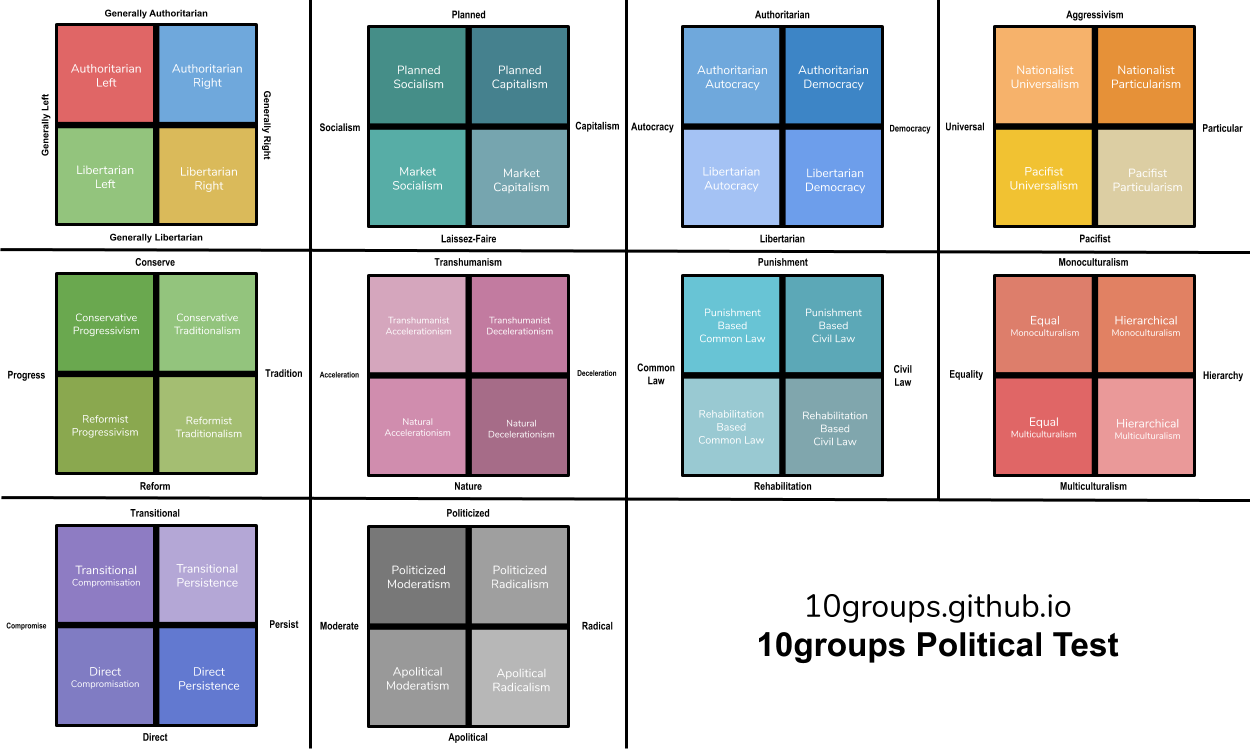 Generally Authoritarian
Generally Left
Authoritarian
Left
Authoritarian
Right
Libertarian
Left
Libertarian
Right
Generally Right
Generally Libertarian
Planned
Socialism
Planned
Socialism
Planned
Capitalism
Market
Socialism
Market
Capitalism
Capitalism
Laissez-Faire
Authoritarian
Autocracy
Authoritarian
Autocracy
Authoritarian
Democracy
Libertarian
Autocracy
Libertarian
Democracy
Democracy
Libertarian
Aggressivism
Universal
Nationalist
Universalism
Nationalist
Particularism
Pacifist
Universalism
Pacifist
Particularism
Particular
Pacifist
Conserve
Progress
Conservative
Progressivism
Conservative
Traditionalism
Reformist
Progressivism
Reformist
Traditionalism
Tradition
Reform
Transhumanism
Acceleration
Transhumanist
Accelerationism
Transhumanist
Decelerationism
Natural
Accelerationism
Natural
Decelerationism
Deceleration
Nature
Punishment
Common
Law
Punishment
Based
Common Law
Punishment
Based
Civil Law
Rehabilitation
Based
Common Law
Rehabilitation
Based
Civil Law
Civil
Law
Rehabilitation
Monoculturalism
Equality
Equal
Monoculturalism
Hierarchical
Monoculturalism
Equal
Multiculturalism
Hierarchical
Multiculturalism
Hierarchy
Multiculturalism
Transitional
Compromise
Transitional
Compromisation
Transitional
Persistence
Direct
Compromisation
Direct
Persistence
Persist
Direct
Politicized
Moderate
Politicized
Moderatism
Politicized
Radicalism
Apolitical
Moderatism
Apolitical
Radicalism
Radical
Apolitical
10groups.github.io
10groups Political Test